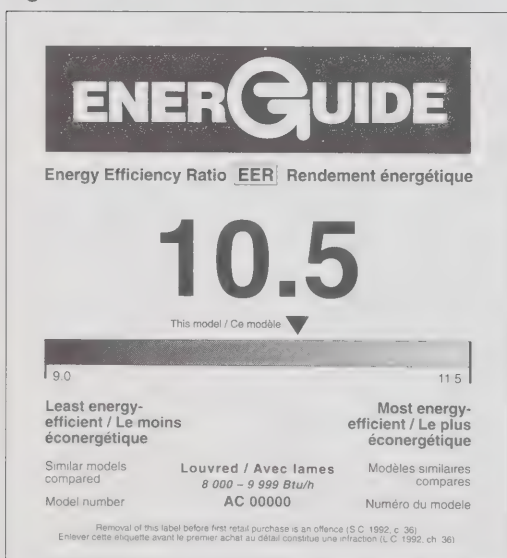 ENERGUIDE
Energy Efficiency Ratio EER Rendement énergétique
10.5
This model / Ce modèle
9.0 11 5
Least energy-efficient / Le moins éconergétique
Most energy-efficient / Le plus éconergétique
Similar models compared
Louvred / Avec lames
8 000 – 9 999 Btu/h
Modèles similaires compares
Model number AC 00000 Numéro du modele
Removal of this label before first retail purchase is an offence (S C 1992, c 36)
Enlever cette etiquette avant le premier achat au détail constitue une infraction (L C 1992, ch 36)